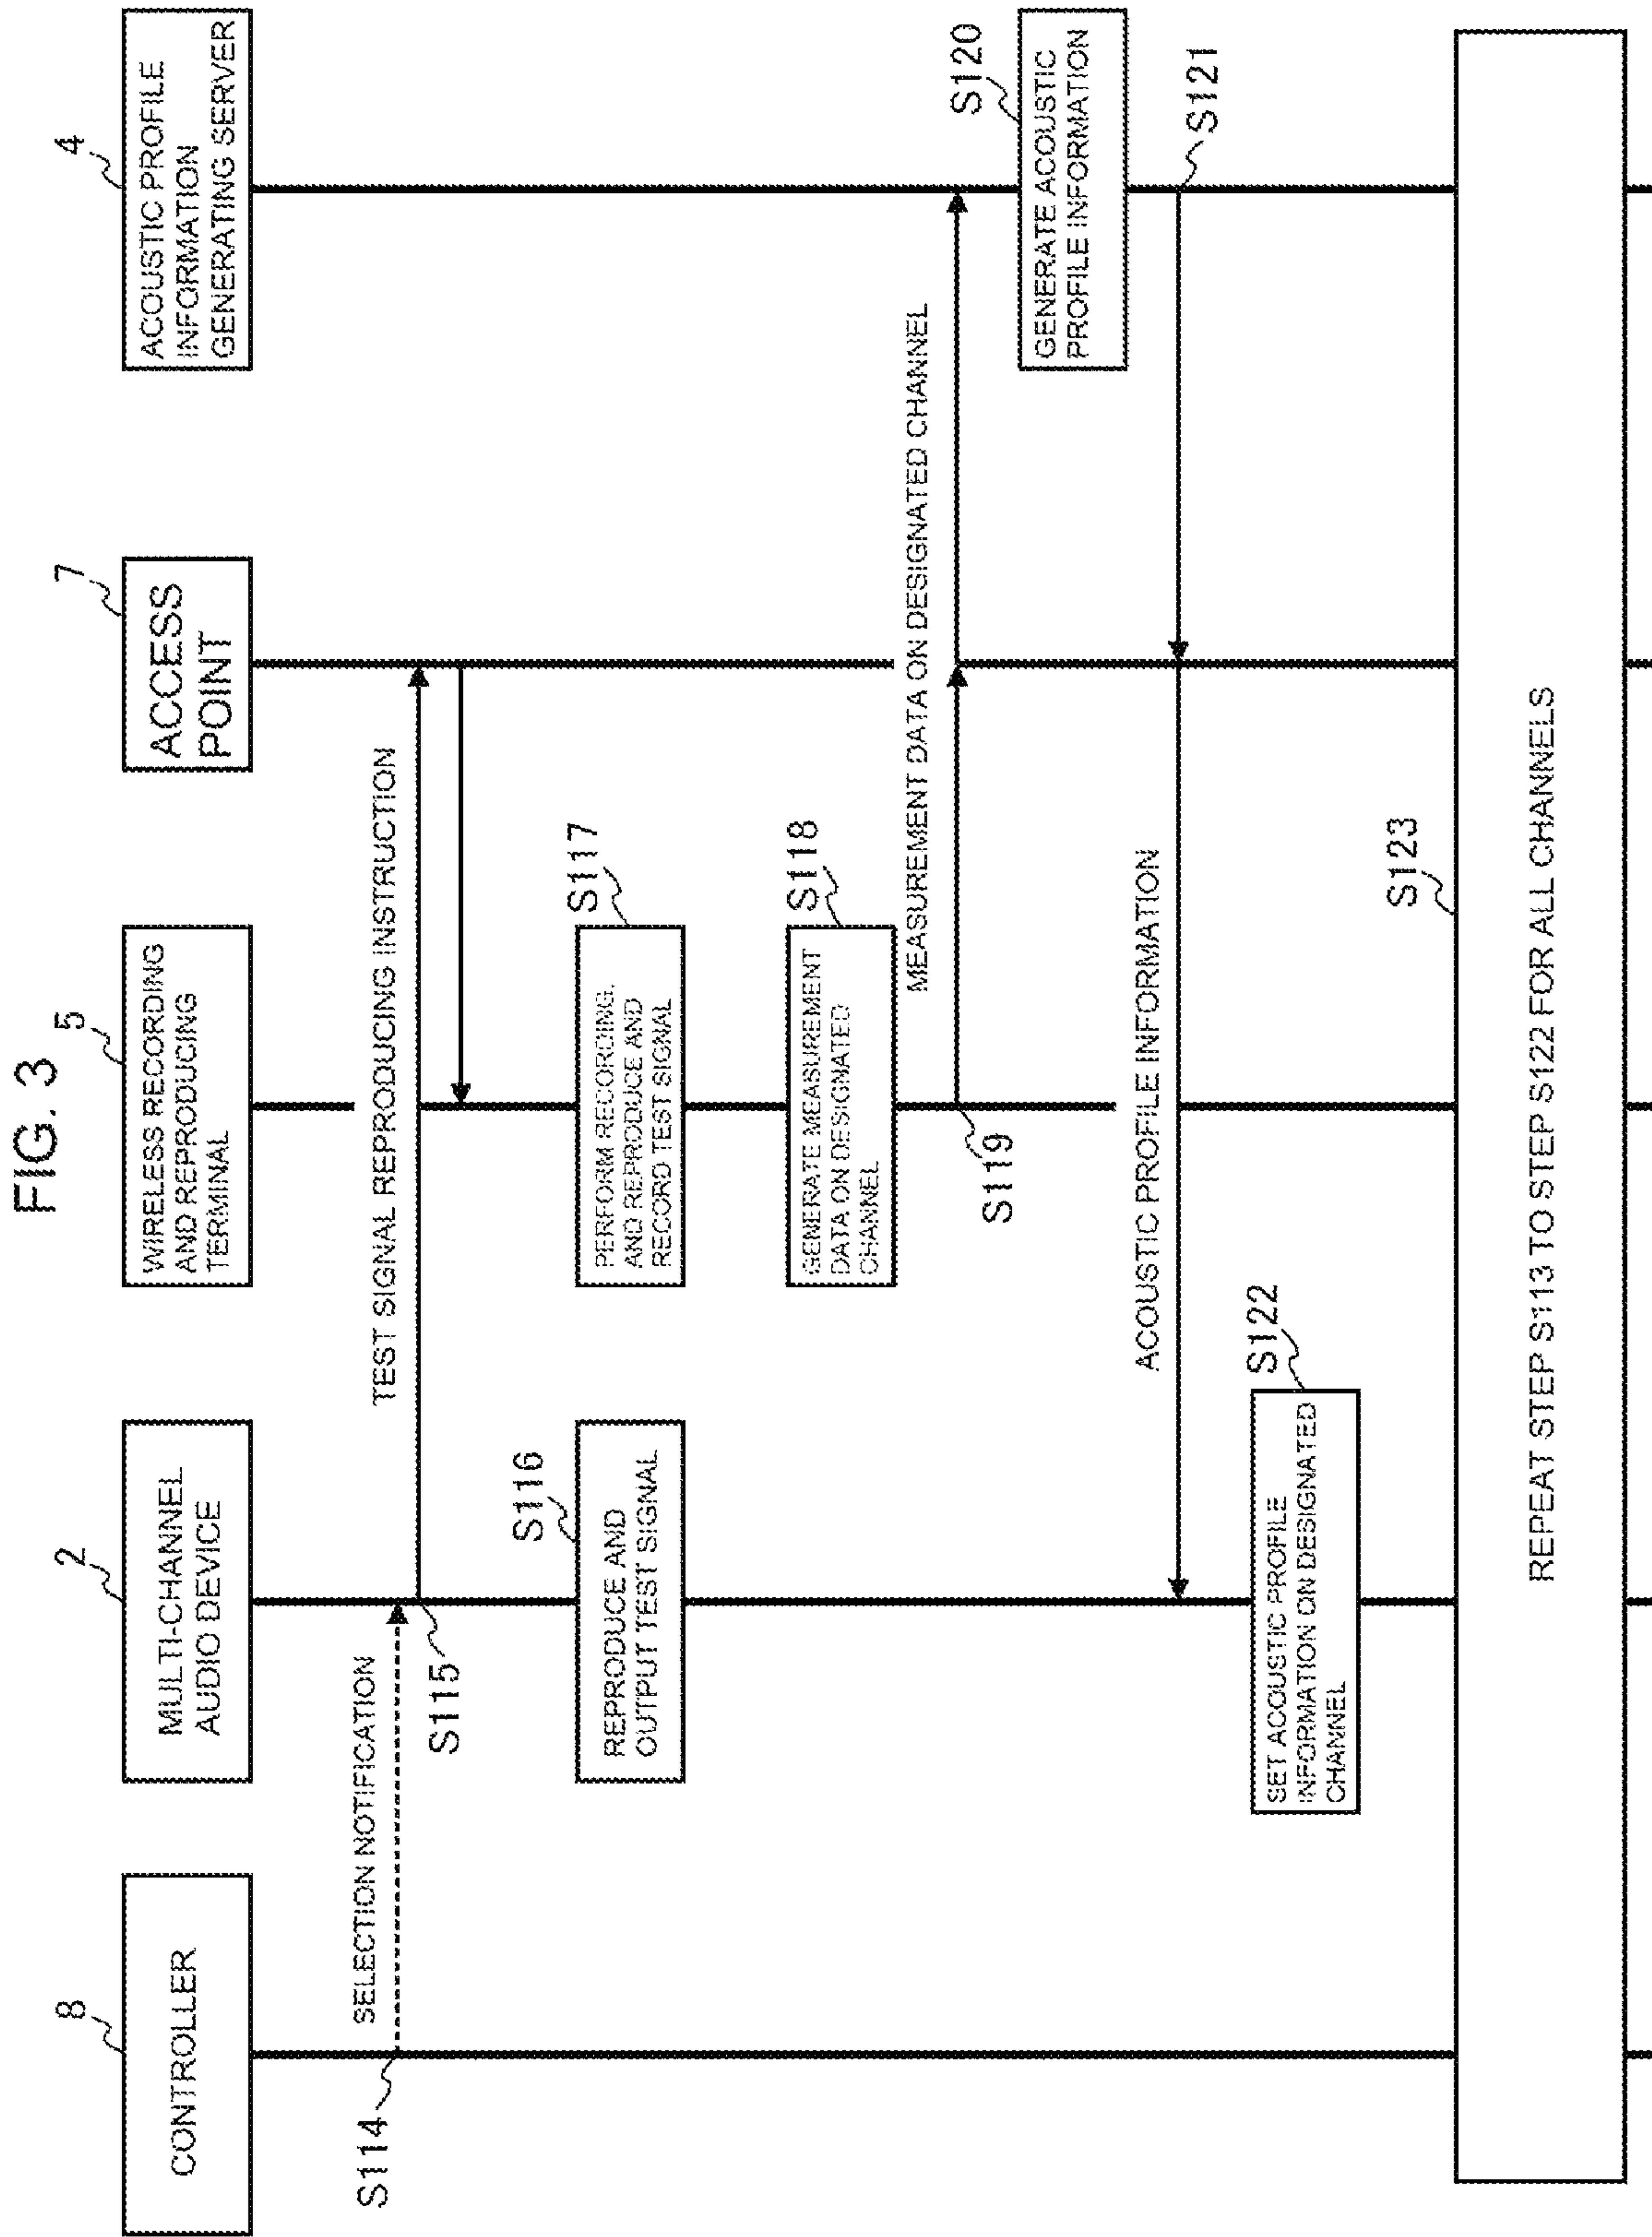 FIG. 3
8
CONTROLLER
2
MULTI-CHANNEL
AUDIO DEVICE
5
WIRELESS RECORDING
AND REPRODUCING
TERMINAL
7
ACCESS
POINT
4
ACOUSTIC PROFILE
INFORMATION
GENERATING SERVER
S114
SELECTION NOTIFICATION
TEST SIGNAL REPRODUCING INSTRUCTION
S115
S116
REPRODUCE AND
OUTPUT TEST SIGNAL
S117
PERFORM RECORDING,
AND REPRODUCE AND
RECORD TEST SIGNAL
S118
GENERATE MEASUREMENT
DATA ON DESIGNATED
CHANNEL
MEASUREMENT DATA ON DESIGNATED CHANNEL
S119
S120
GENERATE ACOUSTIC
PROFILE INFORMATION
ACOUSTIC PROFILE INFORMATION
S121
S122
SET ACOUSTIC PROFILE
INFORMATION ON DESIGNATED
CHANNEL
S123
REPEAT STEP S113 TO STEP S122 FOR ALL CHANNELS